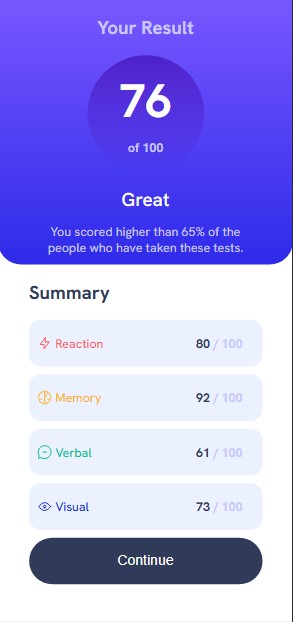 Your Result
76
of 100
Great
You scored higher than 65% of the
people who have taken these tests.
Summary
Reaction 80 / 100
Memory 92 / 100
Verbal 61 / 100
Visual 73 / 100
Continue